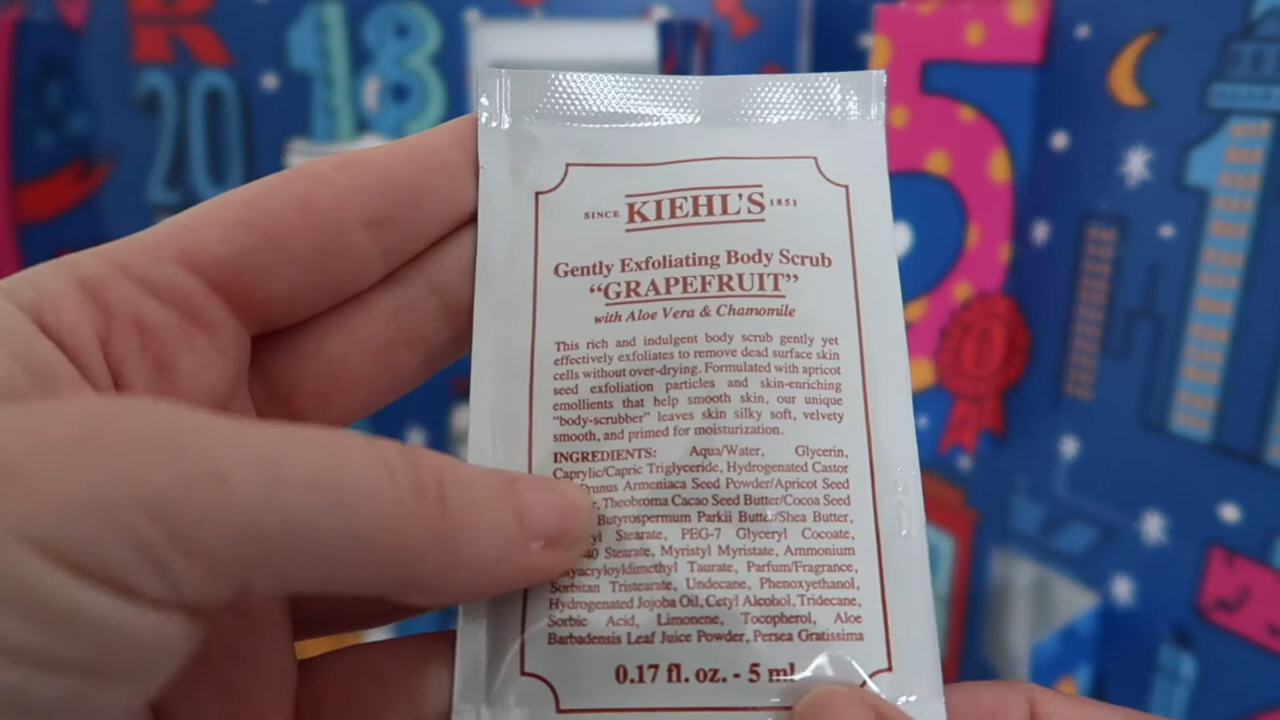 R
20
18
5
1
SINCE KIEHL'S 1851
Gently Exfoliating Body Scrub
“GRAPEFRUIT”
with Aloe Vera & Chamomile
This rich and indulgent body scrub gently yet
effectively exfoliates to remove dead surface skin
cells without over-drying. Formulated with apricot
seed exfoliation particles and skin-enriching
emollients that help smooth skin, our unique
"body-scrubber" leaves skin silky soft, velvety
smooth, and primed for moisturization.
INGREDIENTS: Aqua/Water, Glycerin,
Caprylic/Capric Triglyceride, Hydrogenated Castor
Prunus Armeniaca Seed Powder/Apricot Seed
Theobroma Cacao Seed Butter/Cocoa Seed
Butyrospermum Parkii Butter/Shea Butter,
Stearate, PEG-7 Glyceryl Cocoate,
Stearate, Myristyl Myristate, Ammonium
Taurate, Parfum/Fragrance,
Sorbitan Tristearate, Undecane, Phenoxyethanol,
Hydrogenated Jojoba Oil, Cetyl Alcohol, Tridecane,
Sorbic Acid, Limonene, Tocopherol, Aloe
Barbadensis Leaf Juice Powder, Persea Gratissima
0.17 fl. oz. - 5 ml